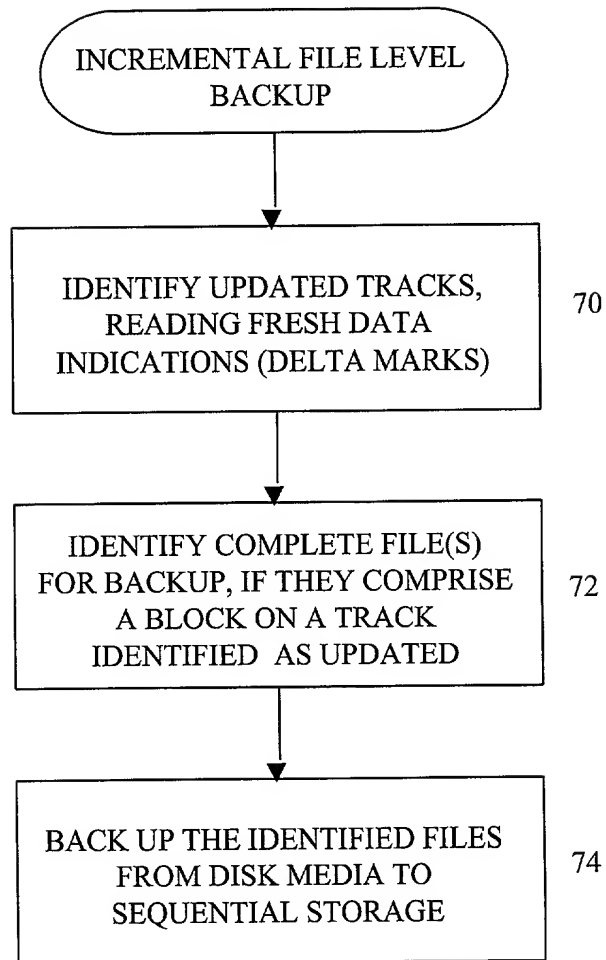 INCREMENTAL FILE LEVEL
BACKUP
IDENTIFY UPDATED TRACKS,
READING FRESH DATA
INDICATIONS (DELTA MARKS)
70
IDENTIFY COMPLETE FILE(S)
FOR BACKUP, IF THEY COMPRISE
A BLOCK ON A TRACK
IDENTIFIED AS UPDATED
72
BACK UP THE IDENTIFIED FILES
FROM DISK MEDIA TO
SEQUENTIAL STORAGE
74